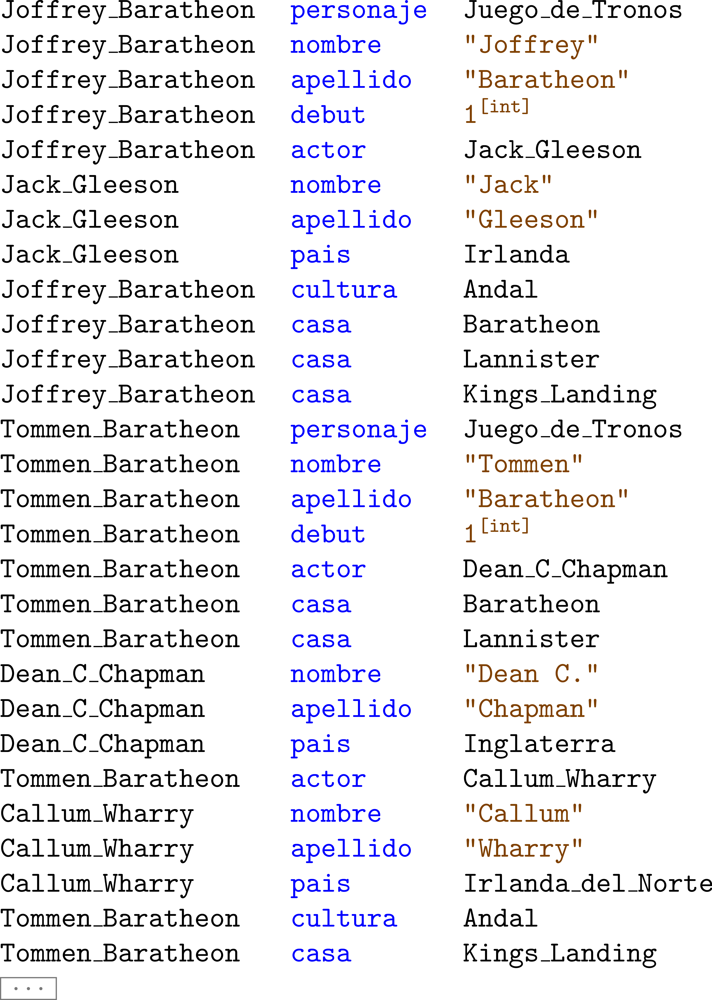 Joffrey_Baratheon personaje Juego_de_Tronos
Joffrey_Baratheon nombre "Joffrey"
Joffrey_Baratheon apellido "Baratheon"
Joffrey_Baratheon debut 1[int]
Joffrey_Baratheon actor Jack_Gleeson
Jack_Gleeson nombre "Jack"
Jack_Gleeson apellido "Gleeson"
Jack_Gleeson pais Irlanda
Joffrey_Baratheon cultura Andal
Joffrey_Baratheon casa Baratheon
Joffrey_Baratheon casa Lannister
Joffrey_Baratheon casa Kings_Landing
Tommen_Baratheon personaje Juego_de_Tronos
Tommen_Baratheon nombre "Tommen"
Tommen_Baratheon apellido "Baratheon"
Tommen_Baratheon debut 1[int]
Tommen_Baratheon actor Dean_C_Chapman
Tommen_Baratheon casa Baratheon
Tommen_Baratheon casa Lannister
Dean_C_Chapman nombre "Dean C."
Dean_C_Chapman apellido "Chapman"
Dean_C_Chapman pais Inglaterra
Tommen_Baratheon actor Callum_Wharry
Callum_Wharry nombre "Callum"
Callum_Wharry apellido "Wharry"
Callum_Wharry pais Irlanda_del_Norte
Tommen_Baratheon cultura Andal
Tommen_Baratheon casa Kings_Landing
...